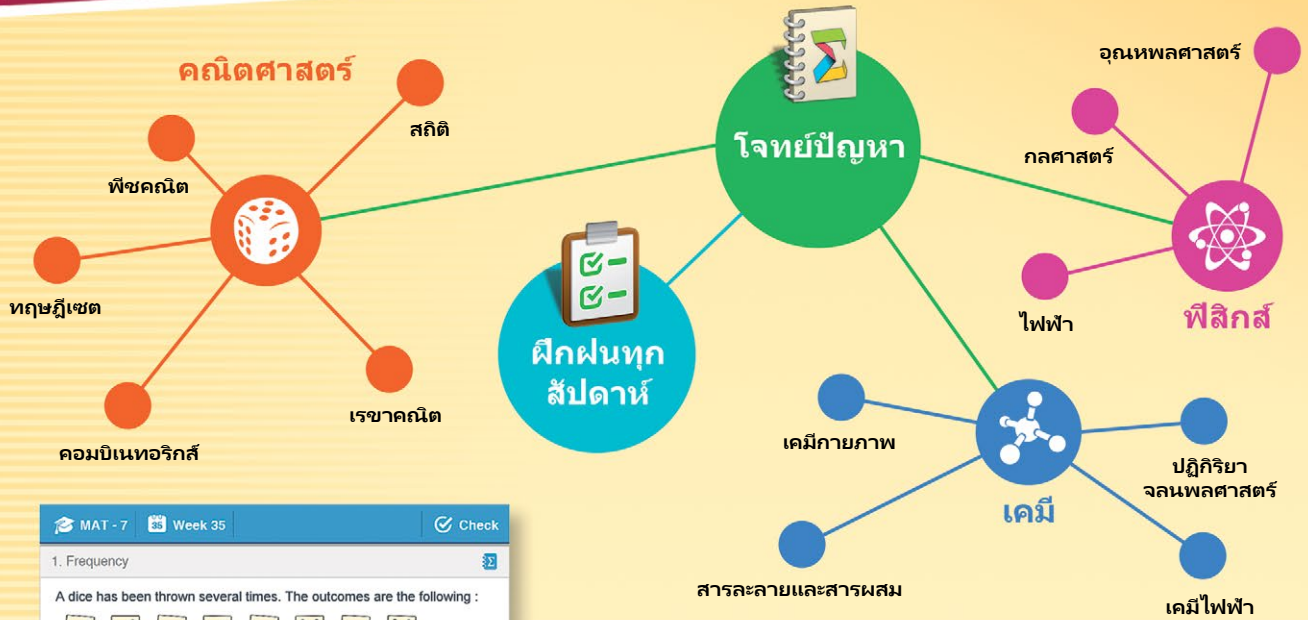 คณิตศาสตร์
สถิติ
พีชคณิต
ทฤษฎีเซต
คอมบิเนทอริกส์
เรขาคณิต
โจทย์ปัญหา
ฝึกฝนทุก
สัปดาห์
อุณหพลศาสตร์
กลศาสตร์
ไฟฟ้า
ฟิสิกส์
เคมีกายภาพ
เคมี
ปฏิกิริยา
จลนพลศาสตร์
สารละลายและสารผสม
เคมีไฟฟ้า
MAT - 7
35 Week 35
Check
1. Frequency
A dice has been thrown several times. The outcomes are the following :